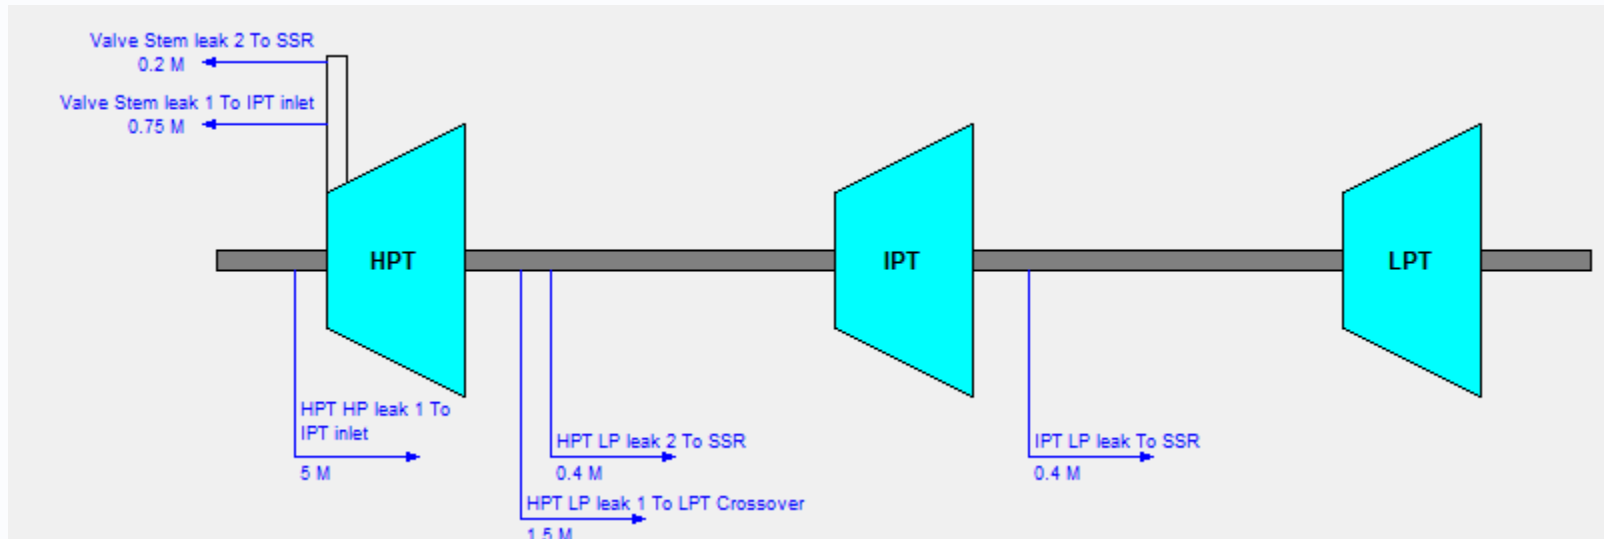 Valve Stem leak 2 To SSR
0.2 M
Valve Stem leak 1 To IPT inlet
0.75 M
HPT
IPT
LPT
HPT HP leak 1 To
IPT inlet
5 M
HPT LP leak 2 To SSR
0.4 M
IPT LP leak To SSR
0.4 M
HPT LP leak 1 To LPT Crossover
1.5 M